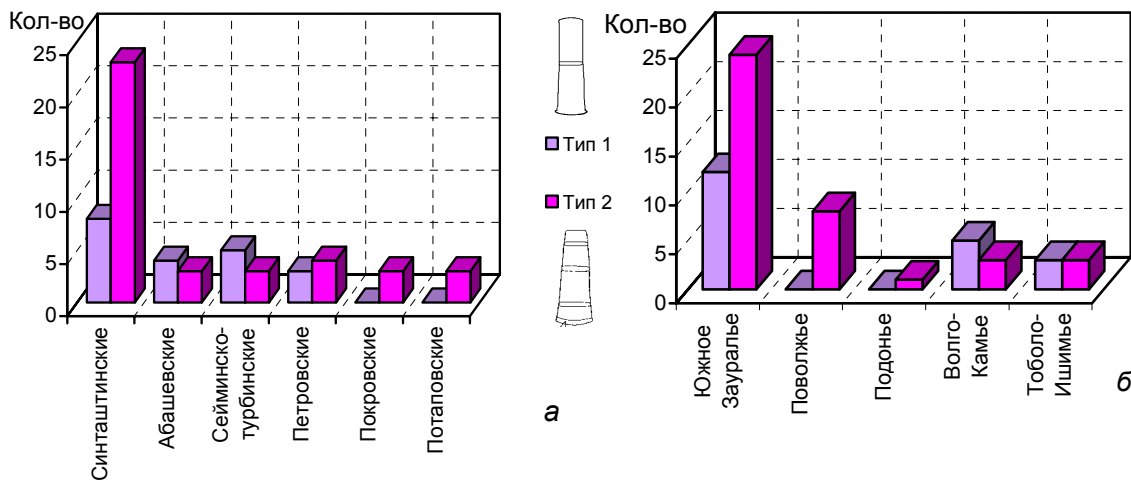 Кол-во
25
20
15
10
5
0
Синташтинские
Абашевские
Сейминско-
турбинские
Петровские
Покровские
Потаповские
а
Тип 1
Тип 2
Кол-во
25
20
15
10
5
0
Южное
Зауралье
Поволжье
Подонье
Волго-
Камье
Тоболо-
Ишимье
б